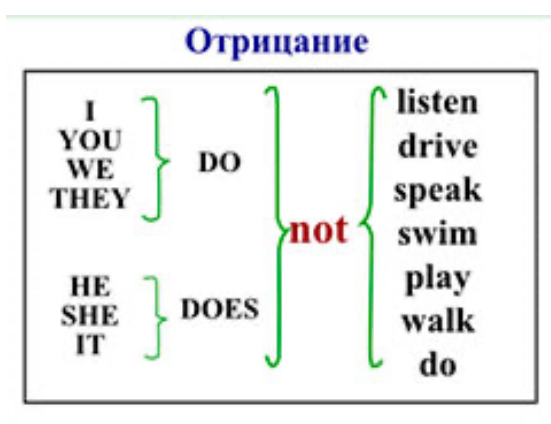 Отрицание
I
YOU
WE
THEY
DO
HE
SHE
IT
DOES
not
listen
drive
speak
swim
play
walk
do